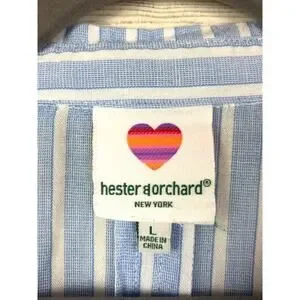 hester&orchard®
NEW YORK
L
MADE IN
CHINA